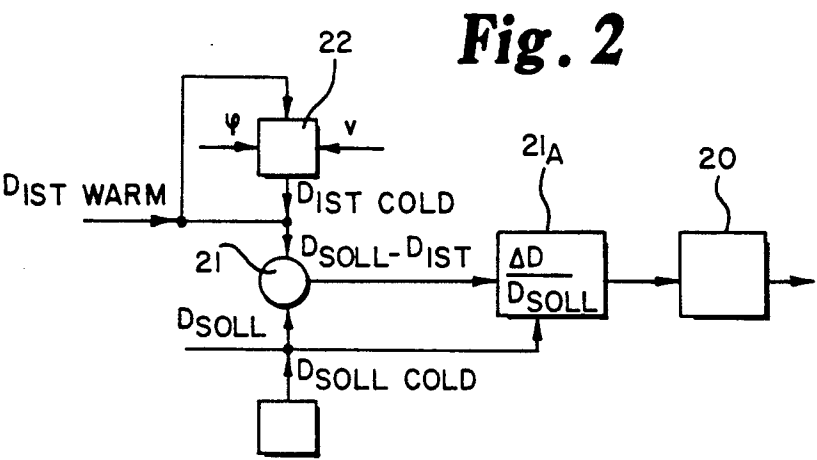 Fig. 2
22
φ
v
21A
20
DIST WARM
DIST COLD
21
DSOLL-DIST
ΔD
DSOLL
DSOLL
DSOLL COLD